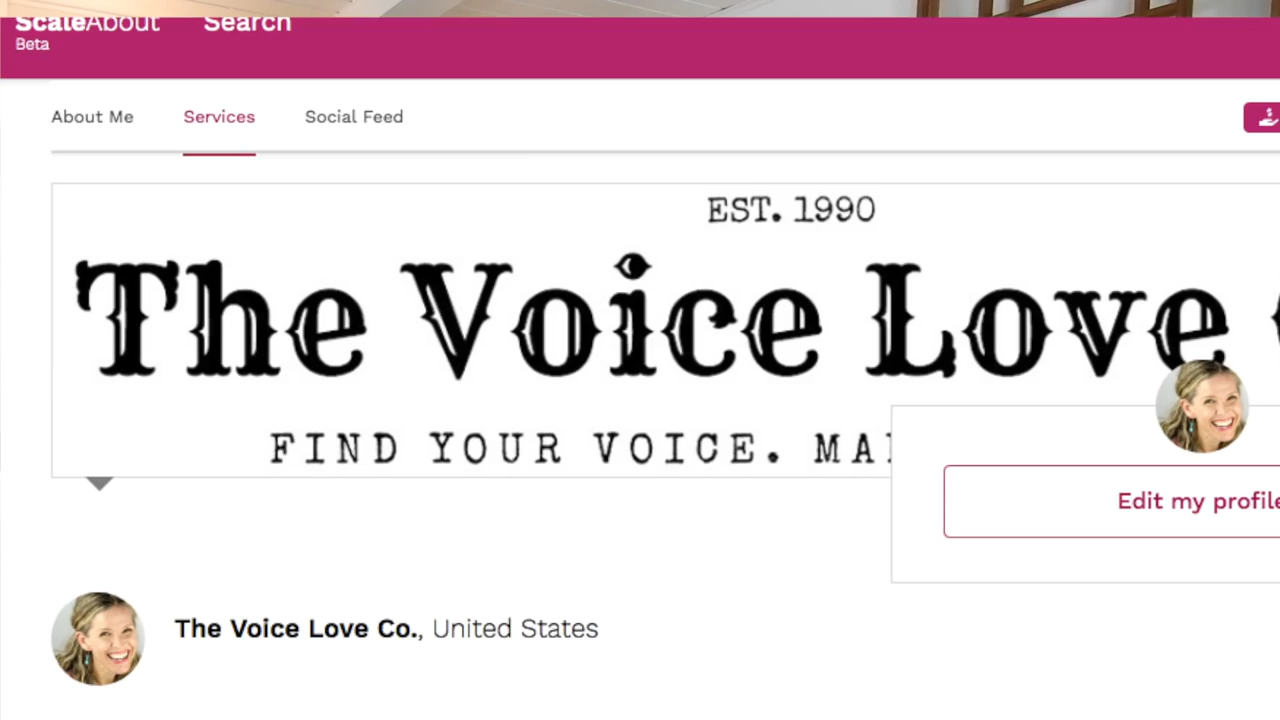 ScaleAbout Search
Beta
About Me Services Social Feed
EST. 1990
The Voice Love
FIND YOUR VOICE.
Edit my profile
The Voice Love Co., United States